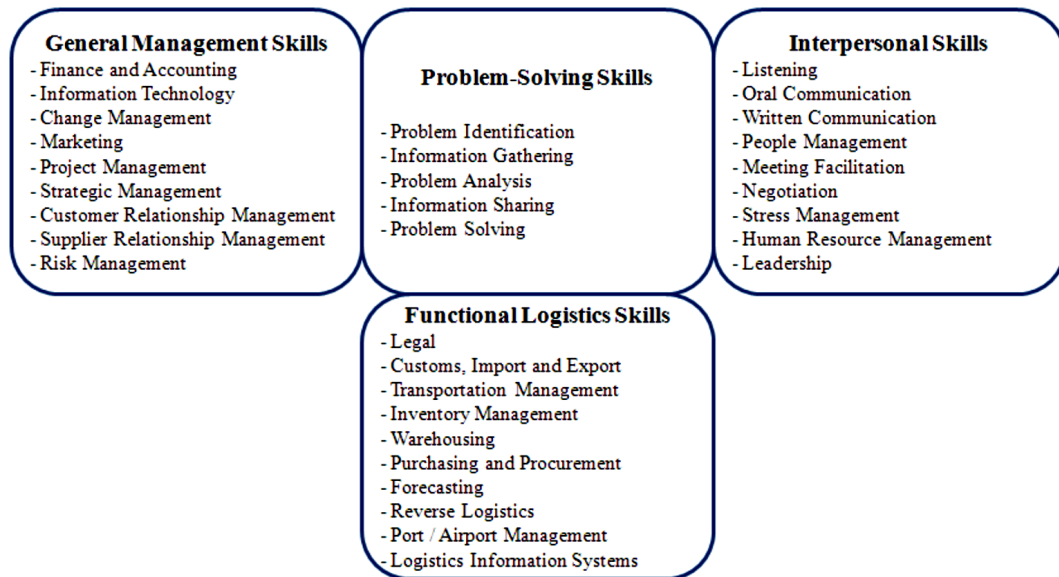 General Management Skills
- Finance and Accounting
- Information Technology
- Change Management
- Marketing
- Project Management
- Strategic Management
- Customer Relationship Management
- Supplier Relationship Management
- Risk Management
Problem-Solving Skills
- Problem Identification
- Information Gathering
- Problem Analysis
- Information Sharing
- Problem Solving
Interpersonal Skills
- Listening
- Oral Communication
- Written Communication
- People Management
- Meeting Facilitation
- Negotiation
- Stress Management
- Human Resource Management
- Leadership
Functional Logistics Skills
- Legal
- Customs, Import and Export
- Transportation Management
- Inventory Management
- Warehousing
- Purchasing and Procurement
- Forecasting
- Reverse Logistics
- Port / Airport Management
- Logistics Information Systems